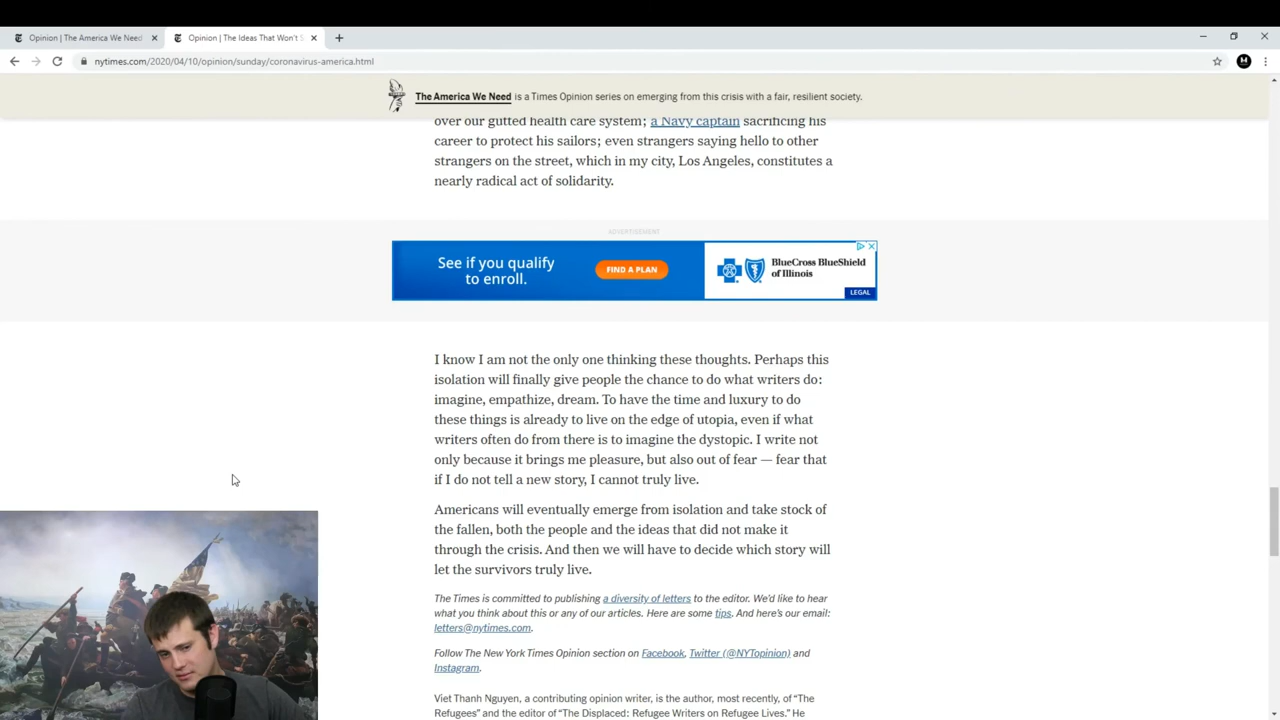 Opinion | The America We Need
Opinion | The Ideas That Won't S
nytimes.com/2020/04/10/opinion/sunday/coronavirus-america.html
The America We Need is a Times Opinion series on emerging from this crisis with a fair, resilient society.
over our gutted health care system; a Navy captain sacrificing his
career to protect his sailors; even strangers saying hello to other
strangers on the street, which in my city, Los Angeles, constitutes a
nearly radical act of solidarity.
ADVERTISEMENT
See if you qualify
to enroll.
FIND A PLAN
BlueCross BlueShield
of Illinois
LEGAL
I know I am not the only one thinking these thoughts. Perhaps this
isolation will finally give people the chance to do what writers do:
imagine, empathize, dream. To have the time and luxury to do
these things is already to live on the edge of utopia, even if what
writers often do from there is to imagine the dystopic. I write not
only because it brings me pleasure, but also out of fear — fear that
if I do not tell a new story, I cannot truly live.
Americans will eventually emerge from isolation and take stock of
the fallen, both the people and the ideas that did not make it
through the crisis. And then we will have to decide which story will
let the survivors truly live.
The Times is committed to publishing a diversity of letters to the editor. We'd like to hear
what you think about this or any of our articles. Here are some tips. And here's our email:
letters@nytimes.com.
Follow The New York Times Opinion section on Facebook, Twitter (@NYTopinion) and
Instagram.
Viet Thanh Nguyen, a contributing opinion writer, is the author, most recently, of "The
Refugees" and the editor of "The Displaced: Refugee Writers on Refugee Lives." He